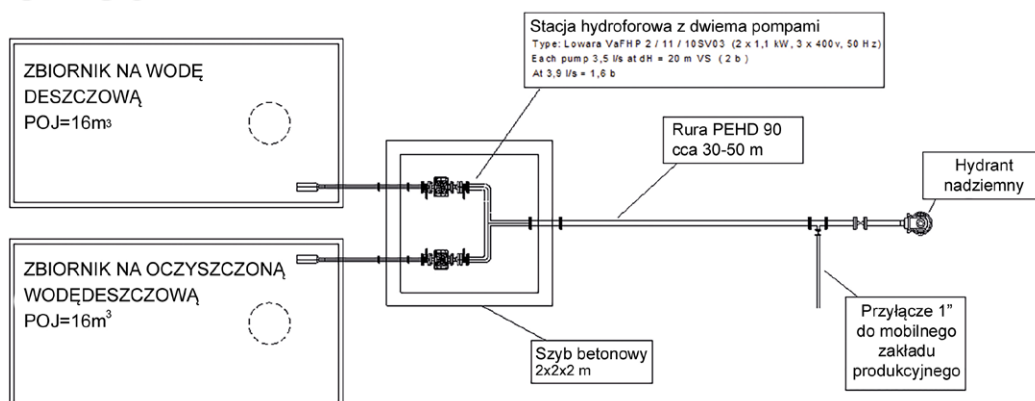 Stacja hydroforowa z dwiema pompami
Type: Lowara VaFHP 2 / 11 / 10SV03 (2 x 1,1 kW, 3 x 400v, 50 Hz)
Each pump 3,5 l/s at dH = 20 m VS ( 2 b )
At 3,9 l/s = 1,6 b
ZBIORNIK NA WODĘ
DESZCZOWĄ
POJ=16m³
Rura PEHD 90
cca 30-50 m
Hydrant
nadziemny
ZBIORNIK NA OCZYSZCZONĄ
WODĘDESZCZOWĄ
POJ=16m³
Szyb betonowy
2x2x2 m
Przyłącze 1”
do mobilnego
zakładu
produkcyjnego